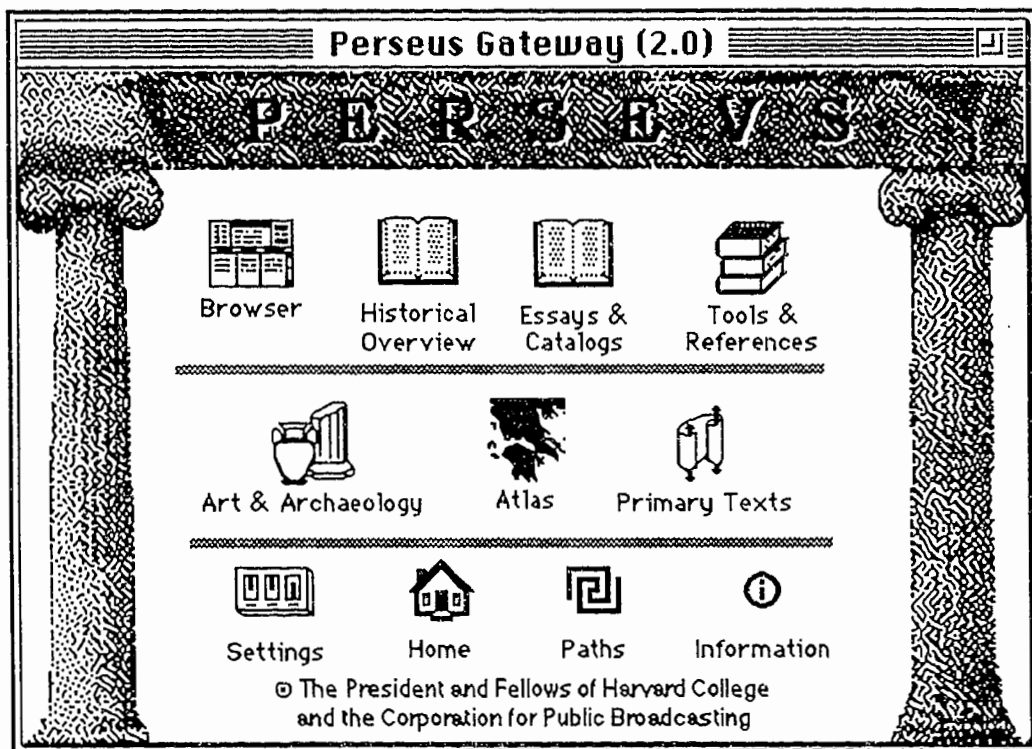 Perseus Gateway (2.0)
P E R S E V S
Browser
Historical
Overview
Essays &
Catalogs
Tools &
References
Art & Archaeology
Atlas
Primary Texts
Settings
Home
Paths
Information
© The President and Fellows of Harvard College
and the Corporation for Public Broadcasting